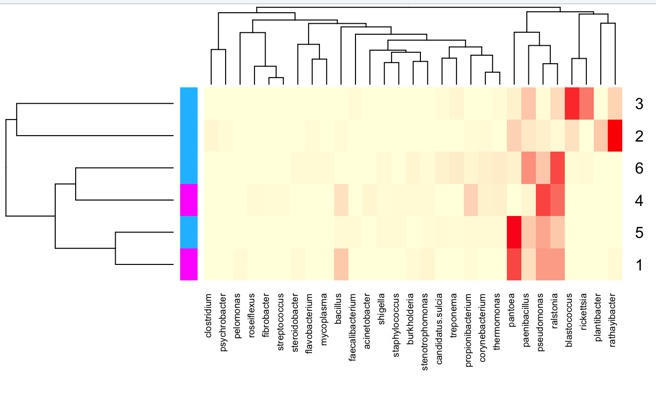 3
2
6
4
5
1
clostridium
psychrobacter
pelomonas
roseiflexus
fibrobacter
streptococcus
steroidobacter
flavobacterium
mycoplasma
bacillus
faecalibacterium
acinetobacter
shigella
staphylococcus
burkholderia
stenotrophomonas
candidatus.sulcia
treponema
propionibacterium
corynebacterium
thermomonas
pantoea
paenibacillus
pseudomonas
ralstonia
blastococcus
rickettsia
plantibacter
rathayibacter